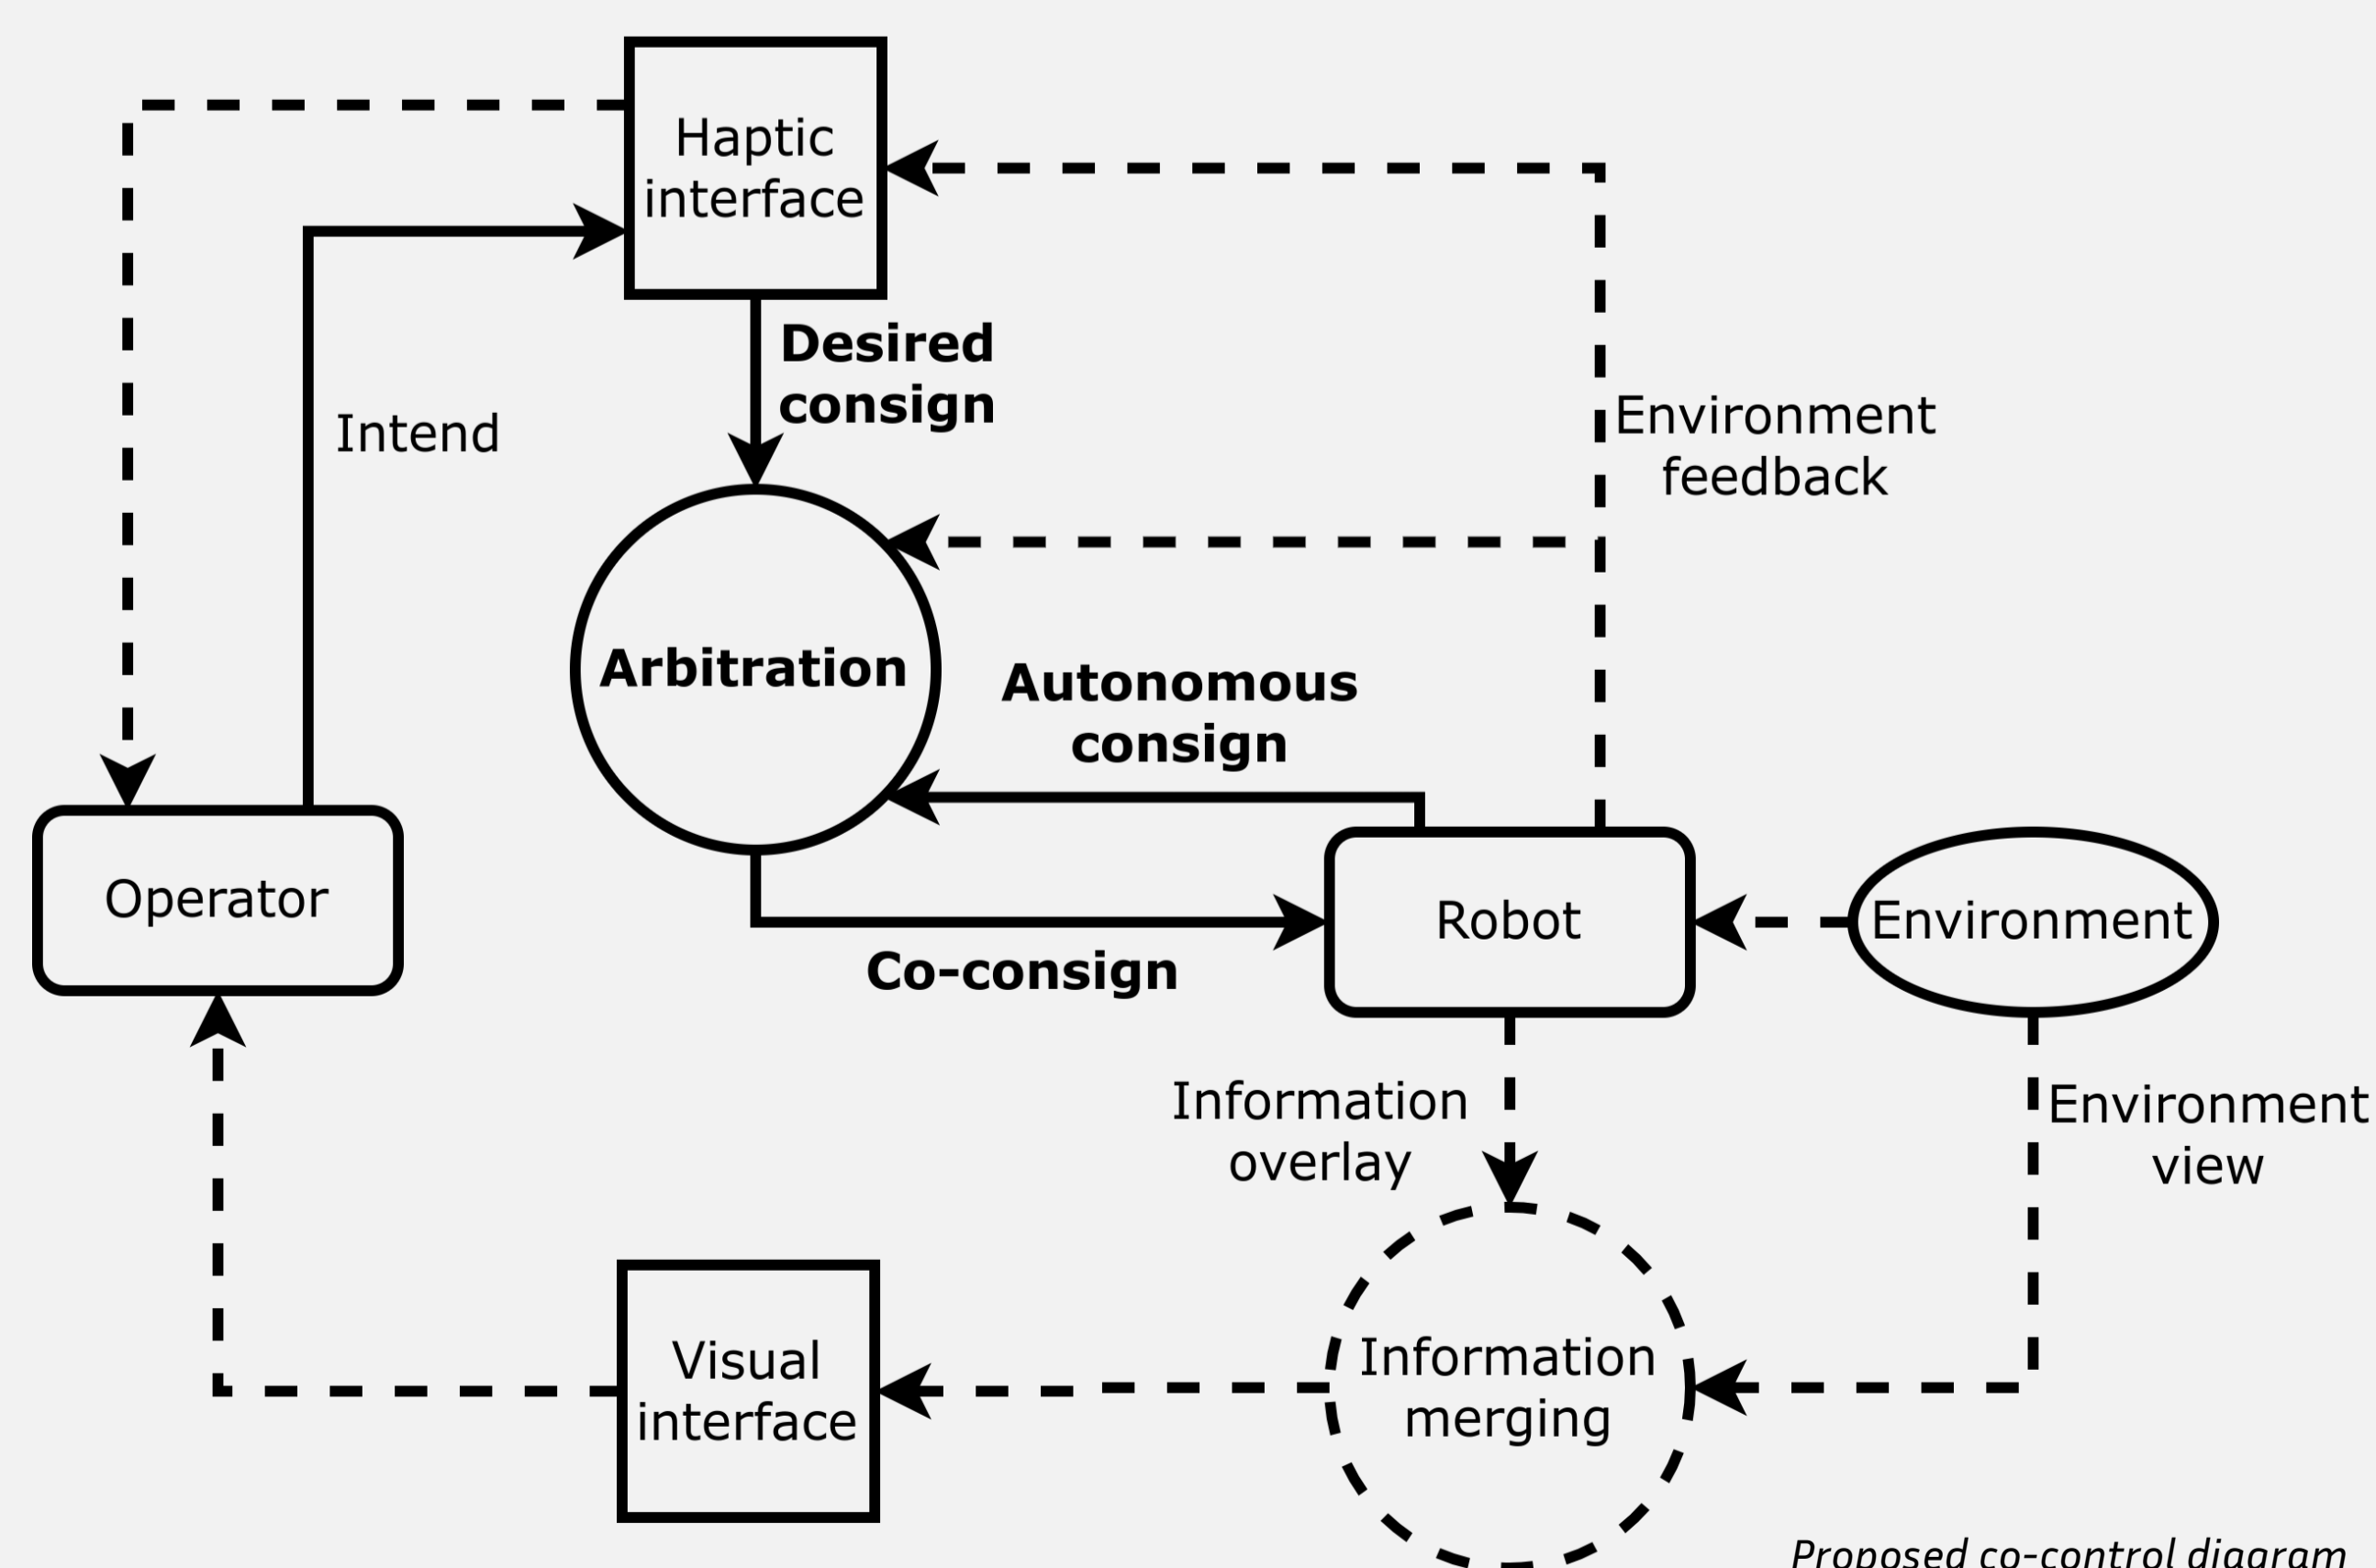 Haptic
interface
Desired
consign
Intend
Environment
feedback
Arbitration
Autonomous
consign
Operator
Robot
Environment
Co-consign
Information
overlay
Environment
view
Visual
interface
Information
merging
Proposed co-control diagram